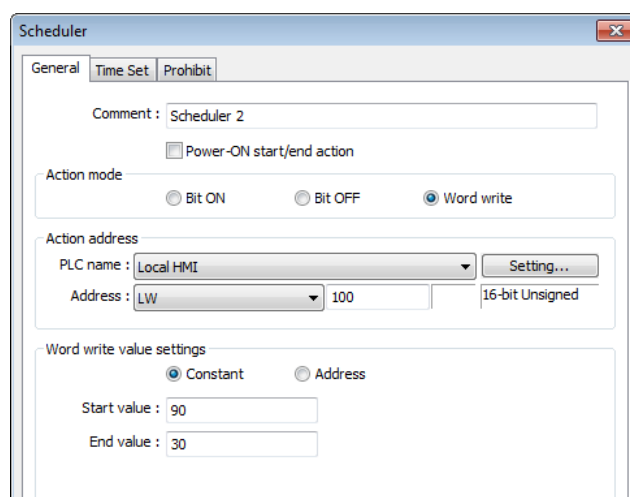 Scheduler
General Time Set Prohibit
Comment : Scheduler 2
Power-ON start/end action
Action mode
Bit ON Bit OFF Word write
Action address
PLC name : Local HMI Setting...
Address : LW 100 16-bit Unsigned
Word write value settings
Constant Address
Start value : 90
End value : 30